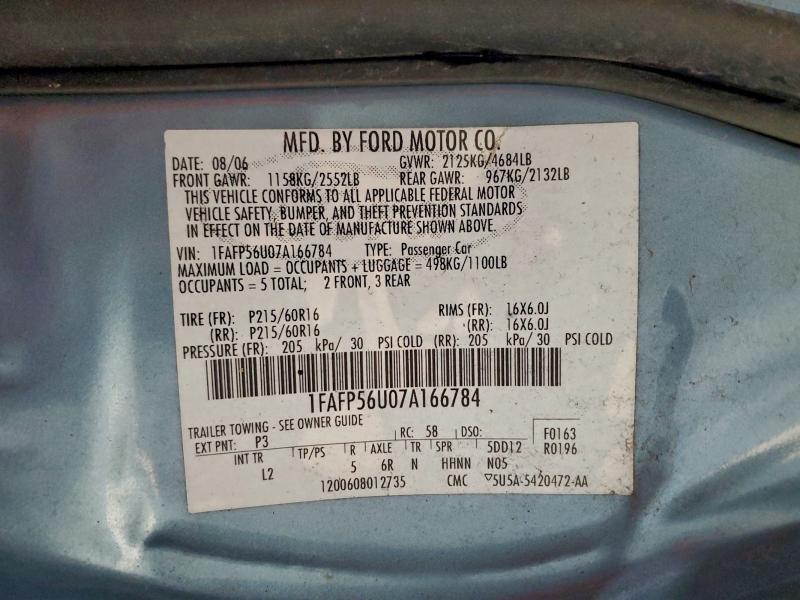 MFD. BY FORD MOTOR CO.
DATE: 08/06 GVWR: 2125KG/4684LB
FRONT GAWR: 1158KG/2552LB REAR GAWR: 967KG/2132LB
THIS VEHICLE CONFORMS TO ALL APPLICABLE FEDERAL MOTOR
VEHICLE SAFETY, BUMPER, AND THEFT PREVENTION STANDARDS
IN EFFECT ON THE DATE OF MANUFACTURE SHOWN ABOVE.
VIN: 1FAFP56U07A166784 TYPE: Passenger Car
MAXIMUM LOAD = OCCUPANTS + LUGGAGE = 498KG/1100LB
OCCUPANTS = 5 TOTAL; 2 FRONT, 3 REAR
TIRE (FR): P215/60R16 RIMS (FR): 16X6.0J
(RR): P215/60R16 (RR): 16X6.0J
PRESSURE (FR): 205 kPa/ 30 PSI COLD (RR): 205 kPa/ 30 PSI COLD
1FAFP56U07A166784
TRAILER TOWING - SEE OWNER GUIDE
EXT PNT: P3 RC: 58 DSO: F0163
INT TR TP/PS R AXLE TR SPR 5DD12 R0196
L2 5 6R N HHNN N05
1200608012735 CMC ▽5U5A-5420472-AA